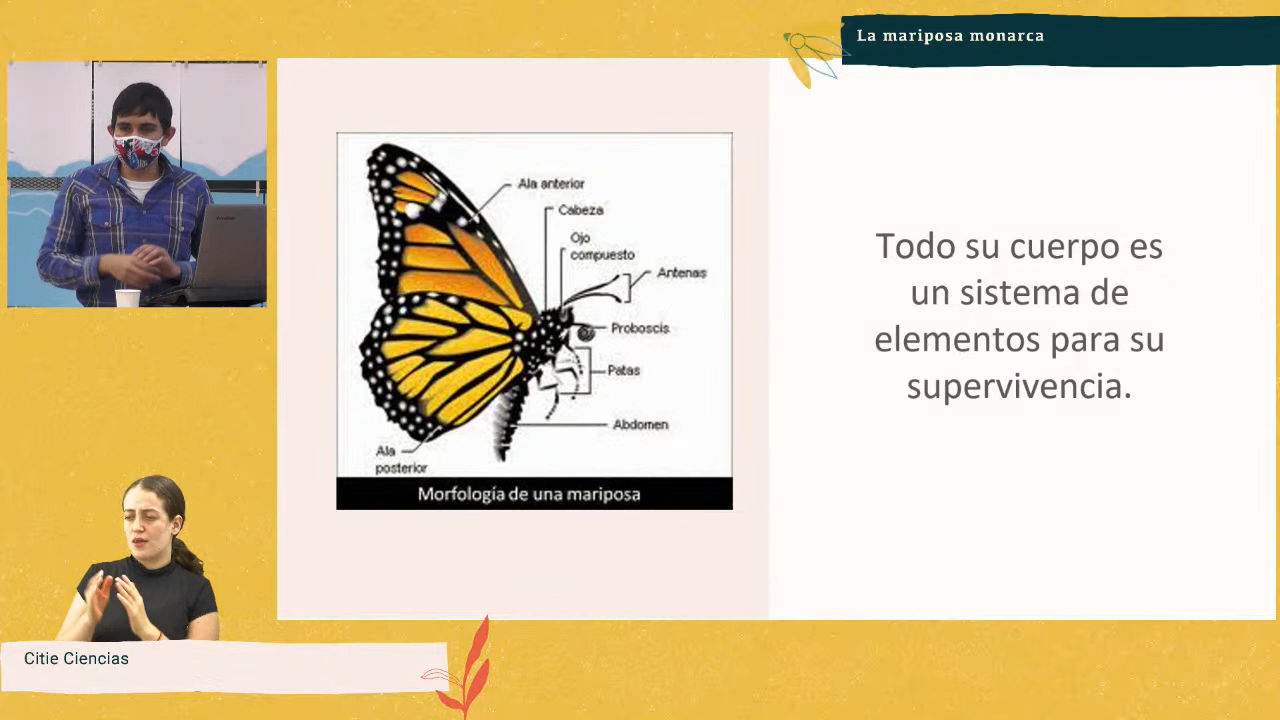 La mariposa monarca
Ala anterior
Cabeza
Ojo
compuesto
Antenas
Proboscis
Patas
Abdomen
Ala
posterior
Morfología de una mariposa
Todo su cuerpo es
un sistema de
elementos para su
supervivencia.
Citie Ciencias